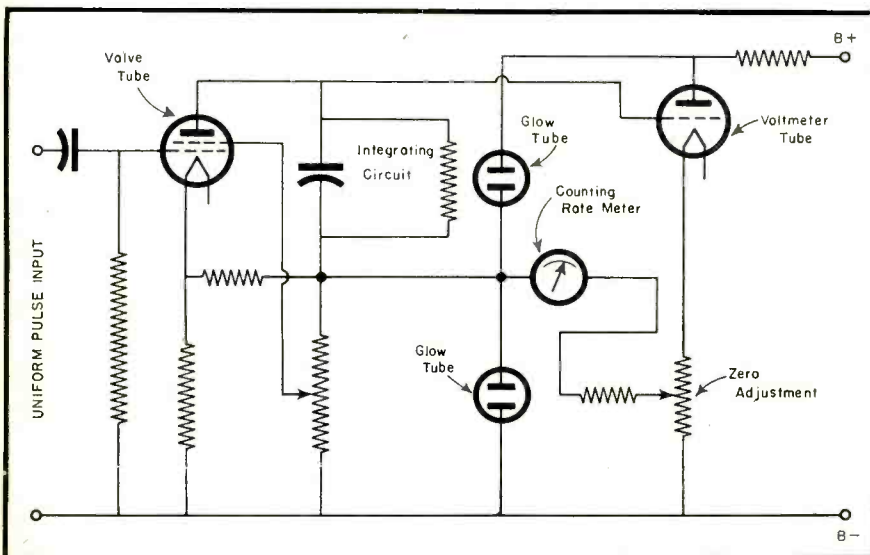 B+
Valve
Tube
Glow
Tube
Voltmeter
Tube
Integrating
Circuit
Counting
Rate Meter
UNIFORM PULSE INPUT
Glow
Tube
Zero
Adjustment
B−